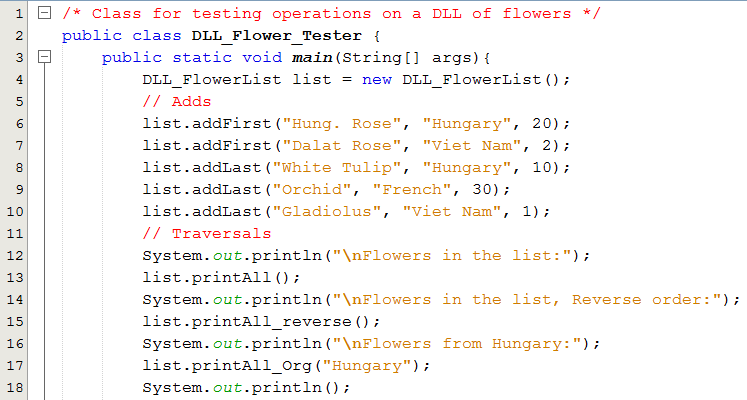 1 /* Class for testing operations on a DLL of flowers */
2 public class DLL_Flower_Tester {
3 public static void main(String[] args){
4 DLL_FlowerList list = new DLL_FlowerList();
5 // Adds
6 list.addFirst("Hung. Rose", "Hungary", 20);
7 list.addFirst("Dalat Rose", "Viet Nam", 2);
8 list.addLast("White Tulip", "Hungary", 10);
9 list.addLast("Orchid", "French", 30);
10 list.addLast("Gladiolus", "Viet Nam", 1);
11 // Traversals
12 System.out.println("\nFlowers in the list:");
13 list.printAll();
14 System.out.println("\nFlowers in the list, Reverse order:");
15 list.printAll_reverse();
16 System.out.println("\nFlowers from Hungary:");
17 list.printAll_Org("Hungary");
18 System.out.println();